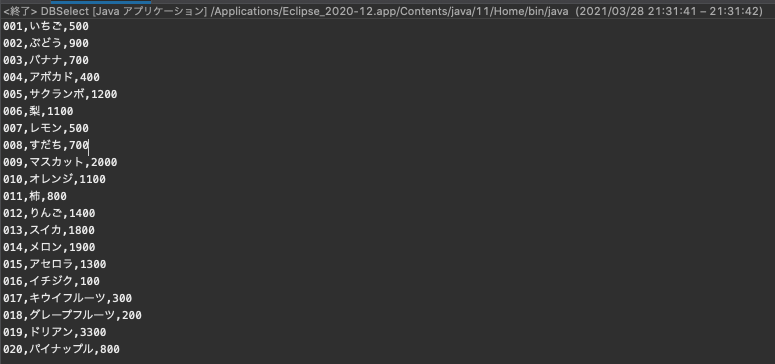 <終了> DBSelect [Java アプリケーション] /Applications/Eclipse_2020-12.app/Contents/java/11/Home/bin/java (2021/03/28 21:31:41 – 21:31:42)
001,いちご,500
002,ぶどう,900
003,バナナ,700
004,アボカド,400
005,サクランボ,1200
006,梨,1100
007,レモン,500
008,すだち,700
009,マスカット,2000
010,オレンジ,1100
011,柿,800
012,りんご,1400
013,スイカ,1800
014,メロン,1900
015,アセロラ,1300
016,イチジク,100
017,キウイフルーツ,300
018,グレープフルーツ,200
019,ドリアン,3300
020,パイナップル,800